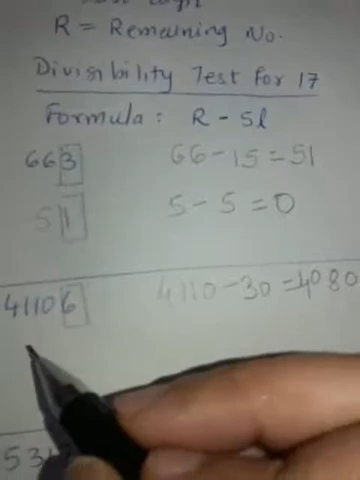 R = Remaining No.
Divisibility Test for 17
Formula: R - 5l
663 66 - 15 = 51
51 5 - 5 = 0
41106 4110 - 30 = 4080
53